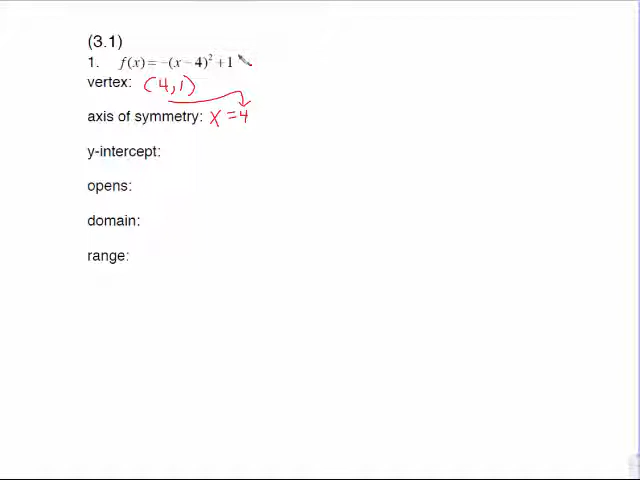 (3.1)
1. f(x) = −(x − 4)² + 1
vertex: (4,1)
axis of symmetry: x = 4
y-intercept:
opens:
domain:
range: